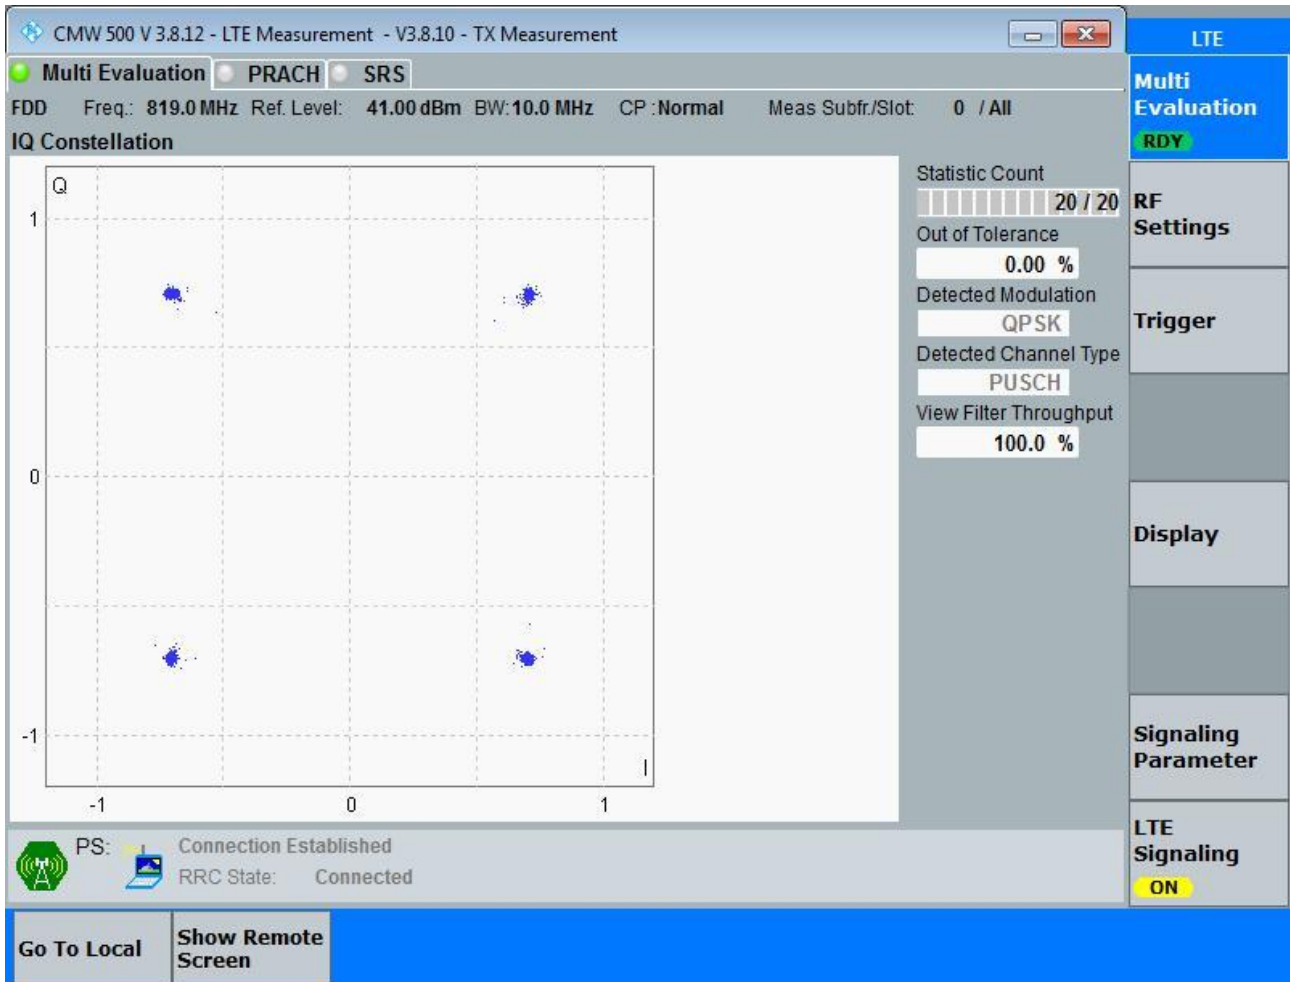 CMW 500 V 3.8.12 - LTE Measurement - V3.8.10 - TX Measurement
LTE
Multi Evaluation PRACH SRS
FDD Freq.: 819.0 MHz Ref. Level: 41.00 dBm BW: 10.0 MHz CP : Normal Meas Subfr./Slot: 0 / All
IQ Constellation
Q
1
0
-1
I
-1 0 1
Statistic Count
20 / 20
Out of Tolerance
0.00 %
Detected Modulation
QPSK
Detected Channel Type
PUSCH
View Filter Throughput
100.0 %
Multi
Evaluation
RDY
RF
Settings
Trigger
Display
Signaling
Parameter
LTE
Signaling
ON
PS: Connection Established
RRC State: Connected
Go To Local
Show Remote
Screen